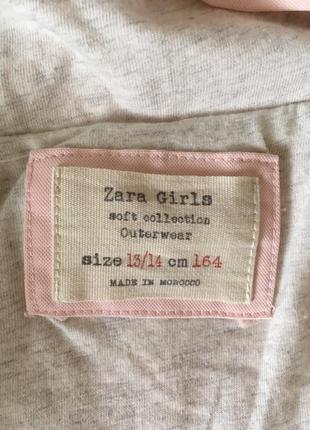 Zara Girls
soft collection
Outerwear
size 13/14 cm 164
MADE IN MOROCCO